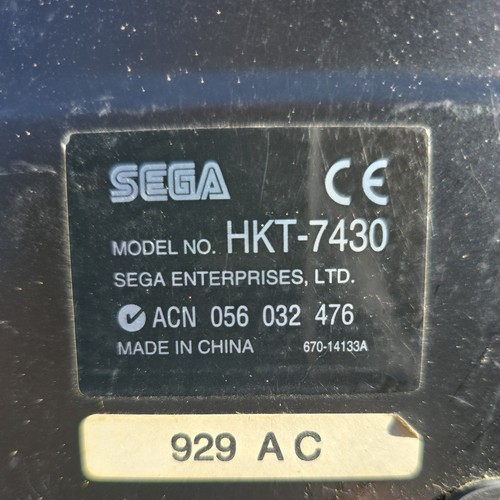 SEGA CE
MODEL NO. HKT-7430
SEGA ENTERPRISES, LTD.
ACN 056 032 476
MADE IN CHINA 670-14133A
929 A C